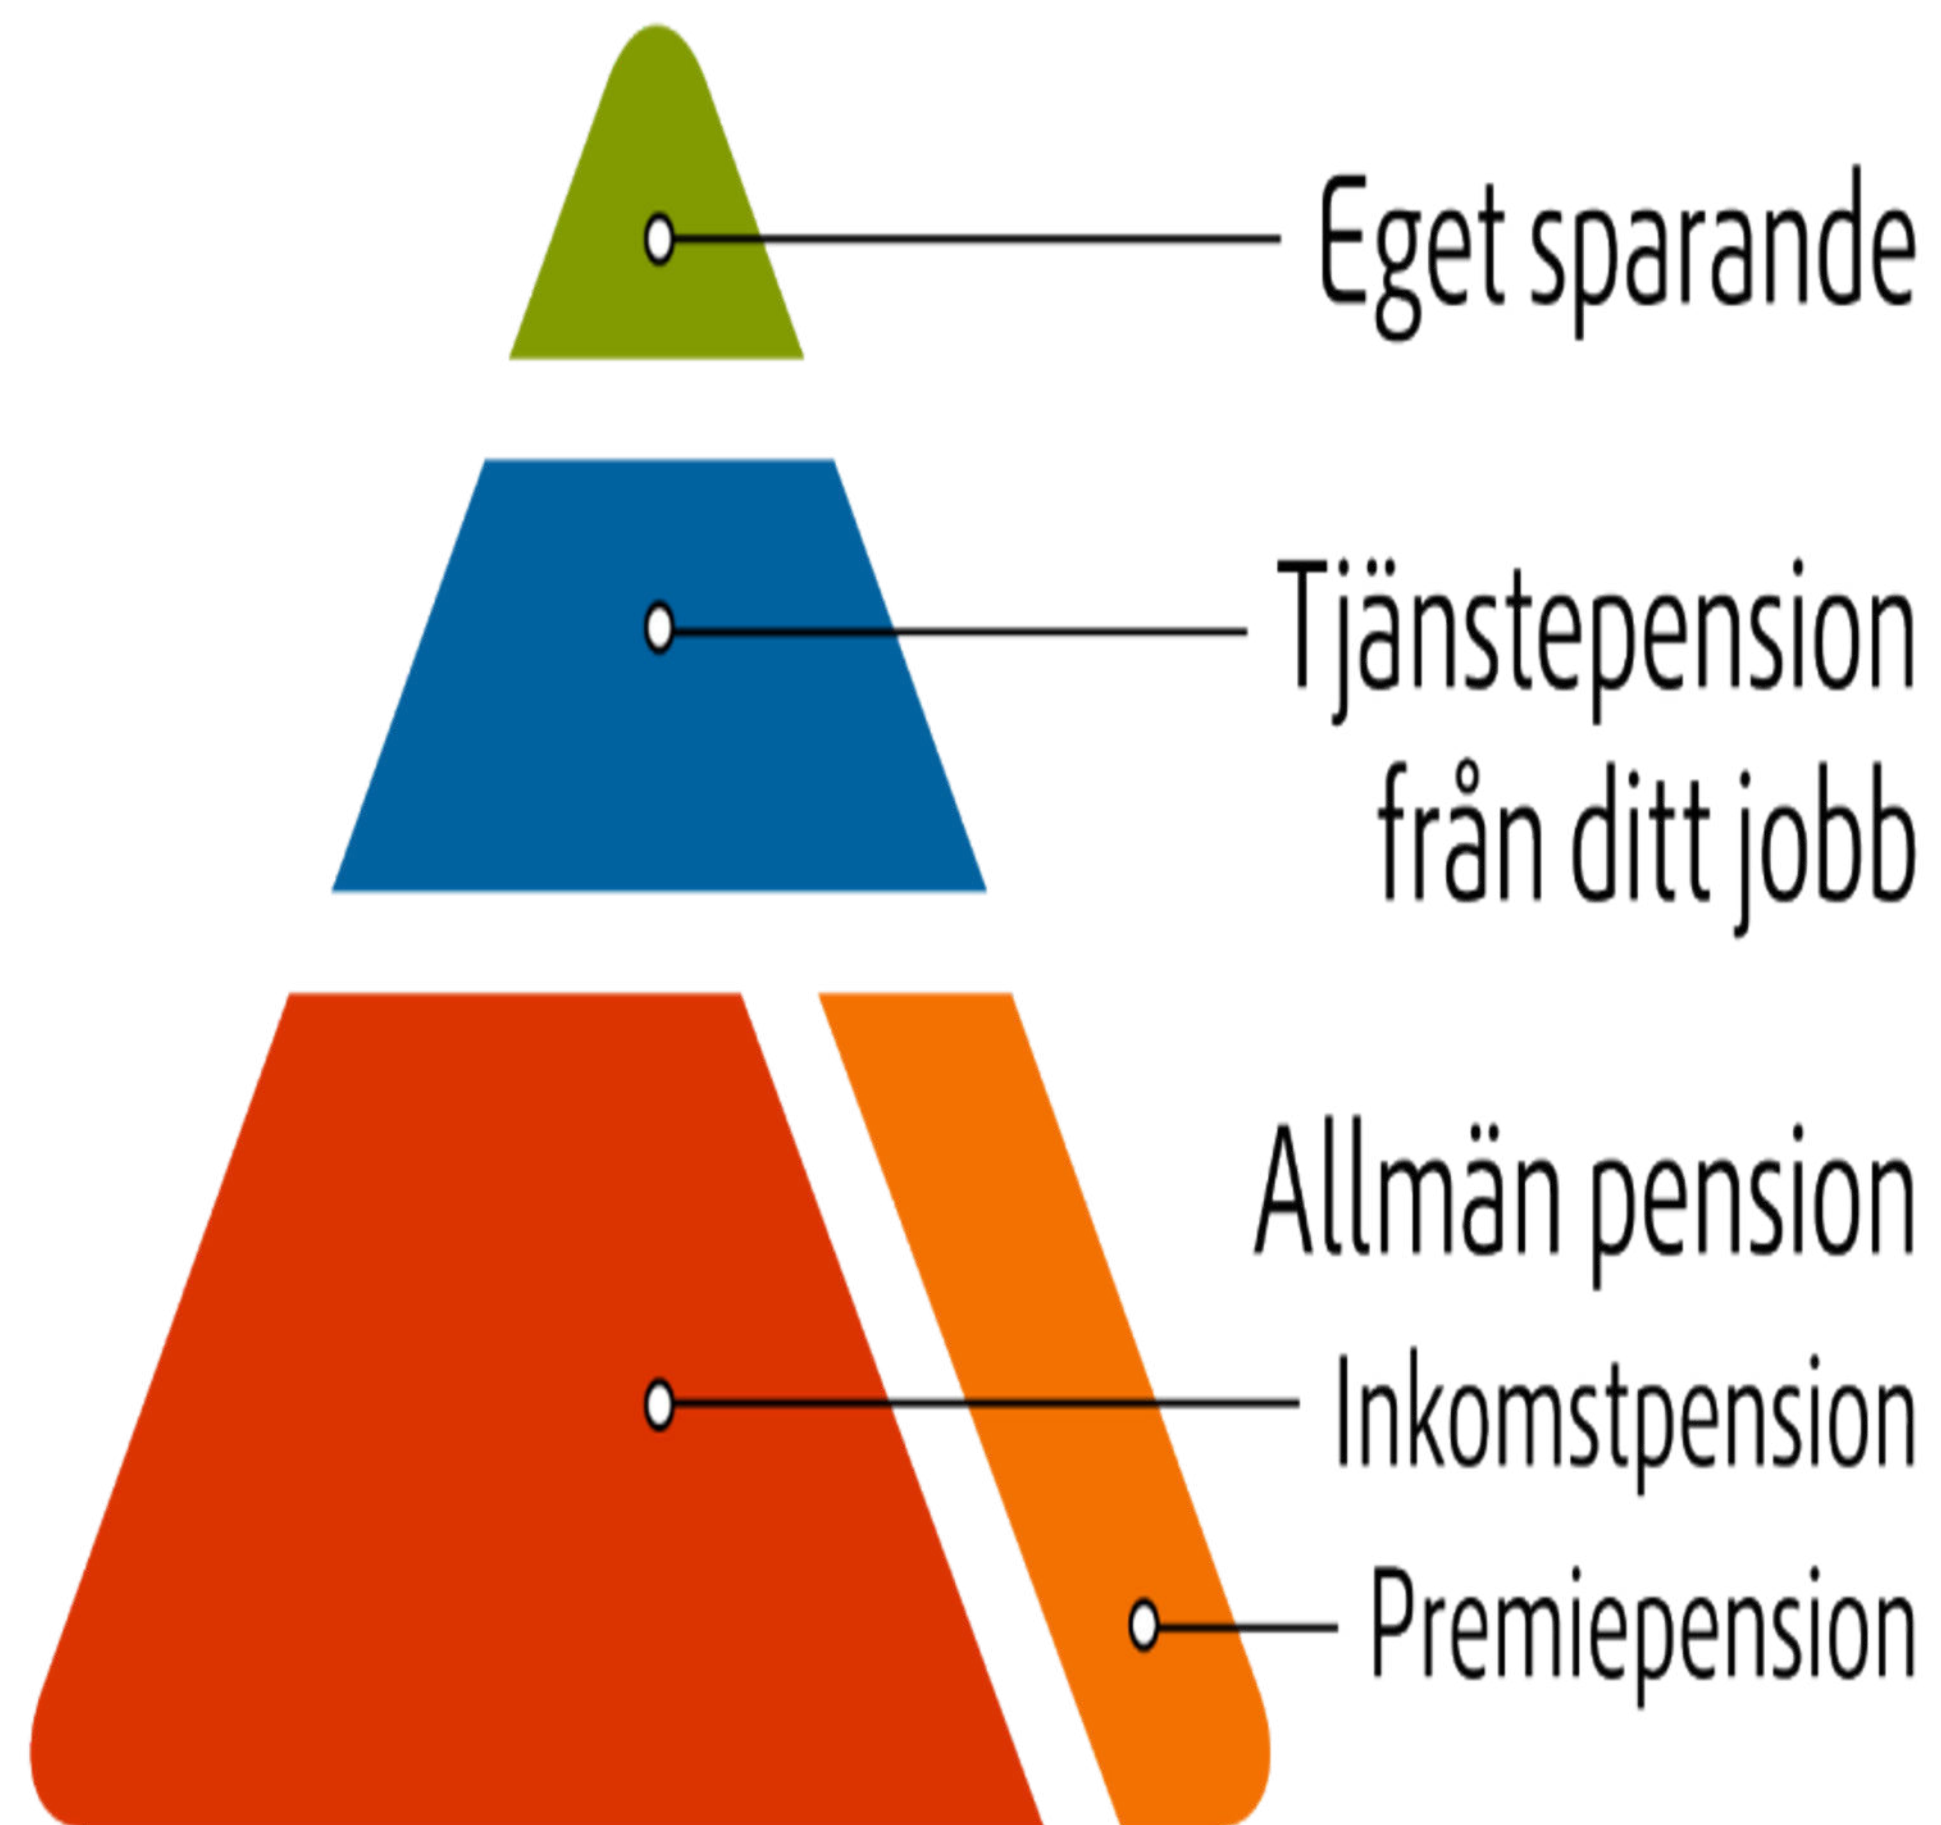 Eget sparande
Tjänstepension
från ditt jobb
Allmän pension
Inkomstpension
Premiepension